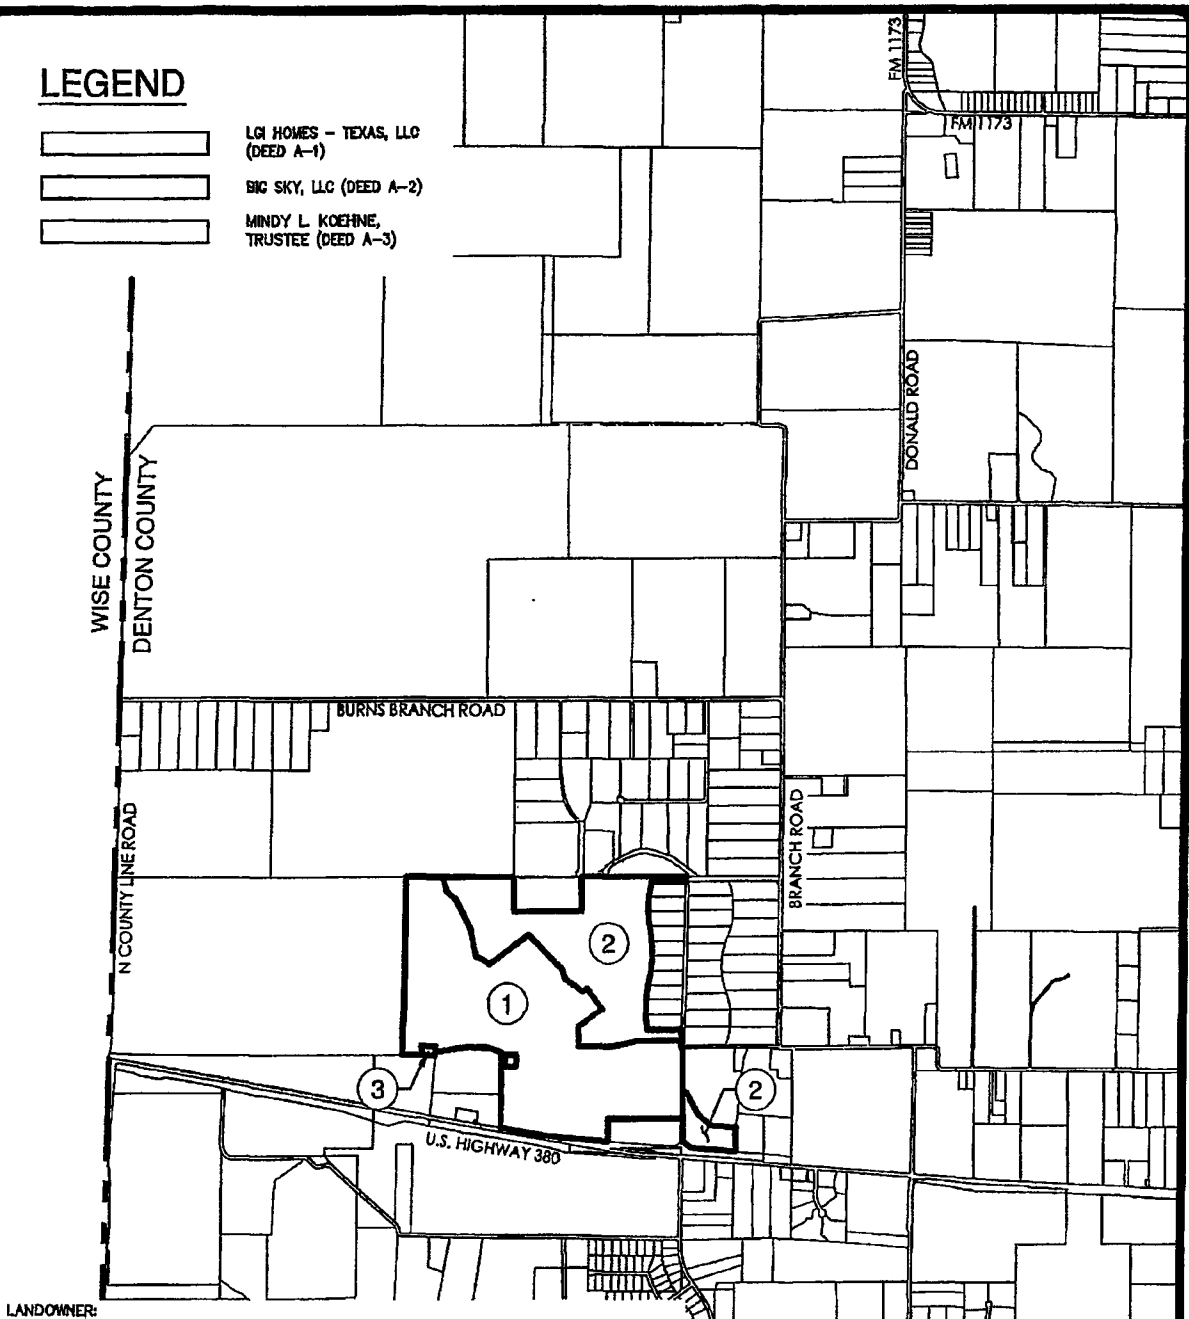 LEGEND
LGI HOMES - TEXAS, LLC
(DEED A-1)
BIG SKY, LLC (DEED A-2)
MINDY L. KOEHNE,
TRUSTEE (DEED A-3)
FM 1173
FM 1173
DONALD ROAD
WISE COUNTY
DENTON COUNTY
BURNS BRANCH ROAD
N COUNTY LINE ROAD
BRANCH ROAD
2
1
3
2
U.S. HIGHWAY 380
LANDOWNER: